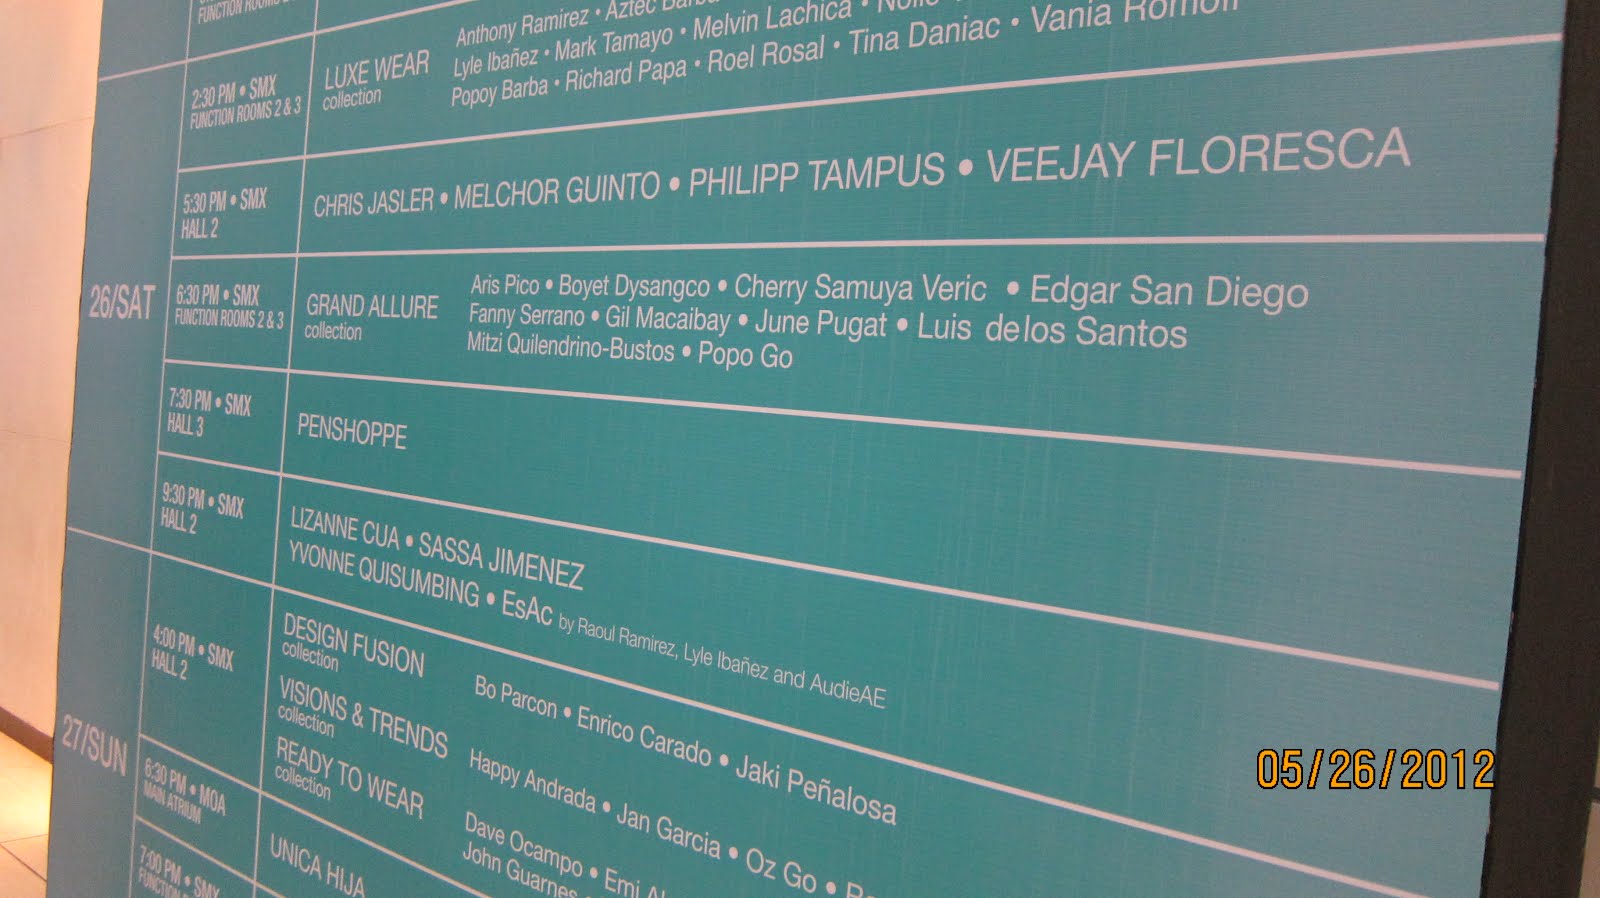 FUNCTION ROOMS
Anthony Ramirez • Aztec Barba
2:30 PM • SMX
FUNCTION ROOMS 2 & 3
LUXE WEAR
collection
Lyle Ibañez • Mark Tamayo • Melvin Lachica •
Popoy Barba • Richard Papa • Roel Rosal • Tina Daniac • Vania Romoff
26/SAT
5:30 PM • SMX
HALL 2
CHRIS JASLER • MELCHOR GUINTO • PHILIPP TAMPUS • VEEJAY FLORESCA
6:30 PM • SMX
FUNCTION ROOMS 2 & 3
GRAND ALLURE
collection
Aris Pico • Boyet Dysangco • Cherry Samuya Veric • Edgar San Diego
Fanny Serrano • Gil Macaibay • June Pugat • Luis delos Santos
Mitzi Quilendrino-Bustos • Popo Go
7:30 PM • SMX
HALL 3
PENSHOPPE
9:30 PM • SMX
HALL 2
LIZANNE CUA • SASSA JIMENEZ
YVONNE QUISUMBING • EsAc by Raoul Ramirez, Lyle Ibañez and AudieAE
27/SUN
4:00 PM • SMX
HALL 2
DESIGN FUSION
collection
Bo Parcon • Enrico Carado • Jaki Peñalosa
VISIONS & TRENDS
collection
Happy Andrada • Jan Garcia • Oz Go •
READY TO WEAR
collection
Dave Ocampo • Emi
John Guarnes
6:30 PM • MOA
MAIN ATRIUM
UNICA HIJA
7:00 PM • SMX
FUNCTION
05/26/2012